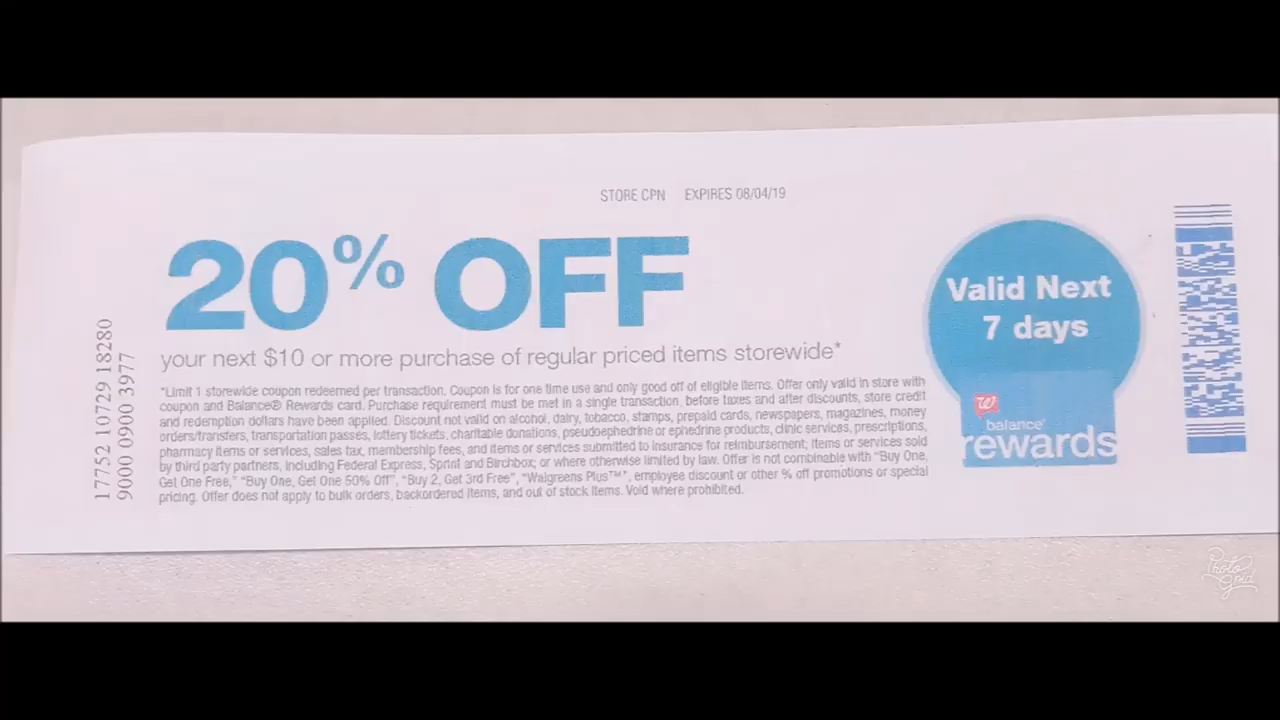 STORE CPN EXPIRES 08/04/19
20% OFF
your next $10 or more purchase of regular priced items storewide*
*Limit 1 storewide coupon redeemed per transaction. Coupon is for one time use and only good off of eligible items. Offer only valid in store with
coupon and Balance® Rewards card. Purchase requirement must be met in a single transaction, before taxes and after discounts, store credit
and redemption dollars have been applied. Discount not valid on alcohol, dairy, tobacco, stamps, prepaid cards, newspapers, magazines, money
orders/transfers, transportation passes, lottery tickets, charitable donations, pseudoephedrine or ephedrine products, clinic services, prescriptions,
pharmacy items or services, sales tax, membership fees, and items or services submitted to insurance for reimbursement; items or services sold
by third party partners, including Federal Express, Sprint and Birchbox; or where otherwise limited by law. Offer is not combinable with "Buy One,
Get One Free," "Buy One, Get One 50% Off", "Buy 2, Get 3rd Free", "Walgreens Plus™", employee discount or other % off promotions or special
pricing. Offer does not apply to bulk orders, backordered items, and out of stock items. Void where prohibited.
17752 10729 18280
9000 0900 3977
Valid Next
7 days
W
balance®
rewards
Photo
Grid